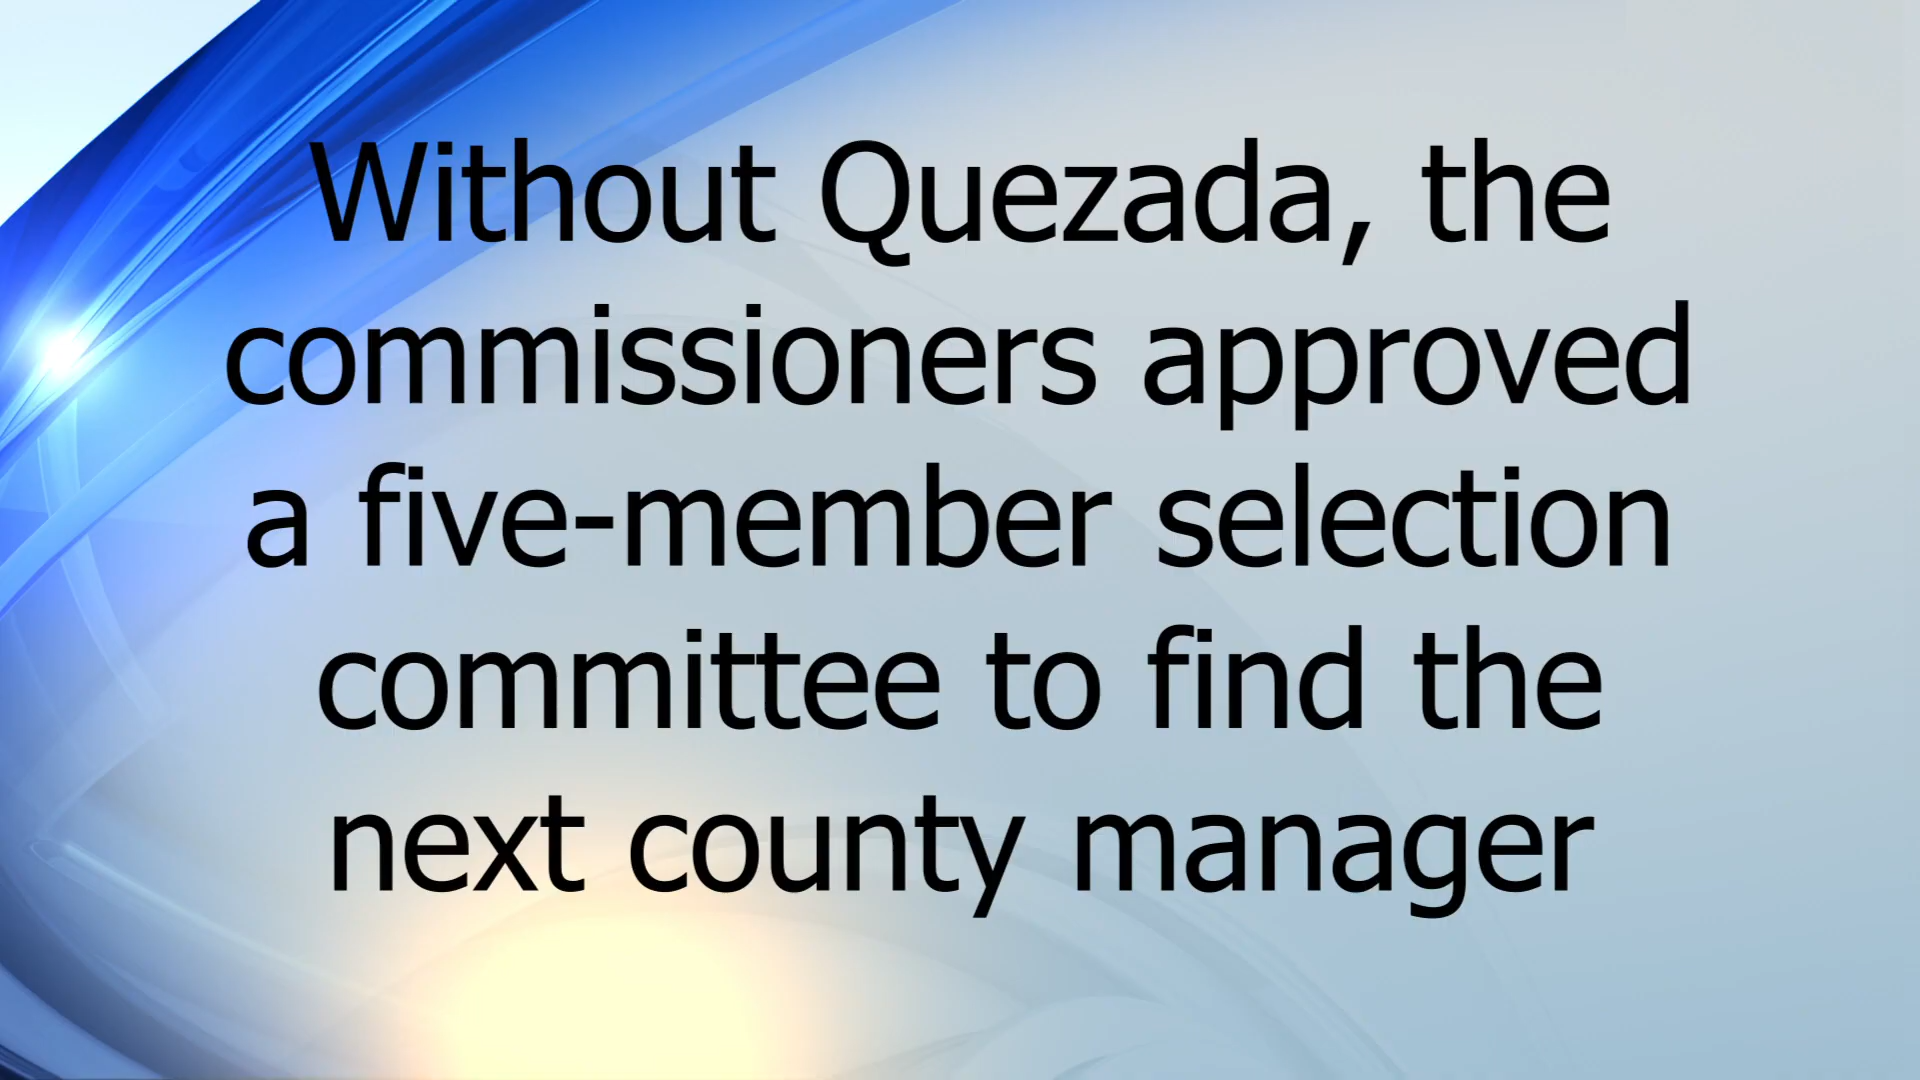 Without Quezada, the
commissioners approved
a five-member selection
committee to find the
next county manager